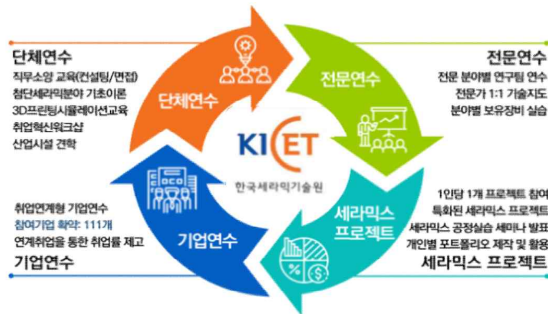 단체연수
직무소양 교육(컨설팅/면접)
첨단세라믹분야 기초이론
3D프린팅시뮬레이션교육
취업혁신워크샵
산업시설 견학
단체연수
전문연수
전문연수
전문 분야별 연구팀 연수
전문가 1:1 기술지도
분야별 보유장비 실습
KICET
한국세라믹기술원
취업연계형 기업연수
참여기업 확약: 111개
연계취업을 통한 취업률 제고
기업연수
기업연수
세라믹스
프로젝트
1인당 1개 프로젝트 참여
특화된 세라믹스 프로젝트
세라믹스 공정실습 세미나 발표
개인별 포트폴리오 제작 및 활용
세라믹스 프로젝트